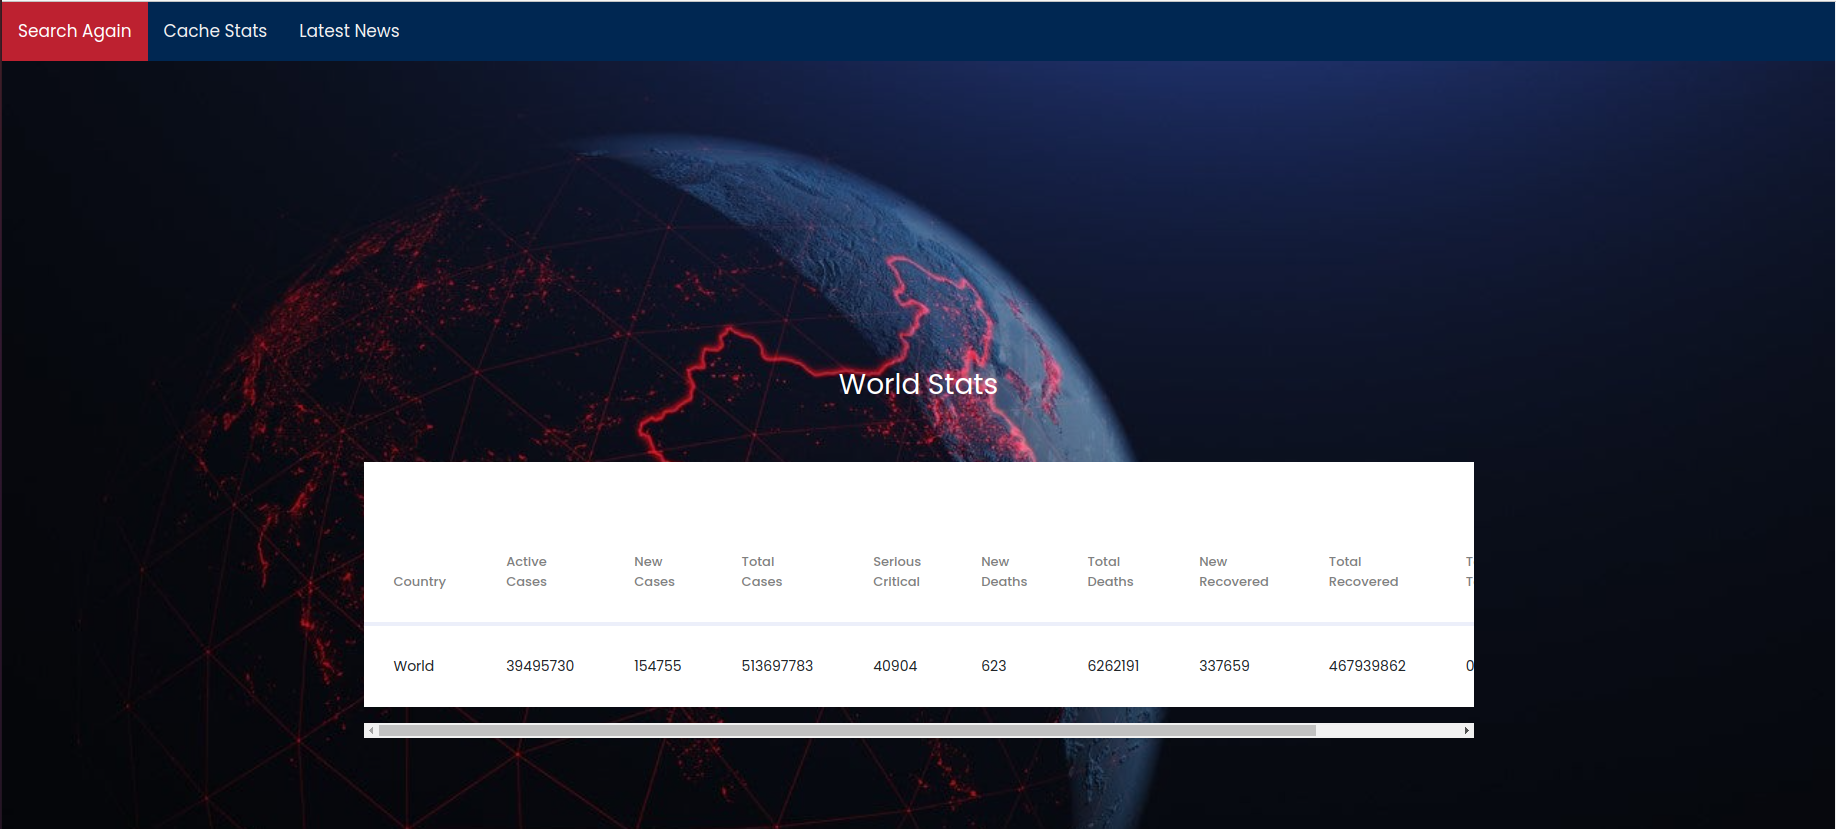 Search Again Cache Stats Latest News
World Stats
Country Active Cases New Cases Total Cases Serious Critical New Deaths Total Deaths New Recovered Total Recovered
World 39495730 154755 513697783 40904 623 6262191 337659 467939862 0